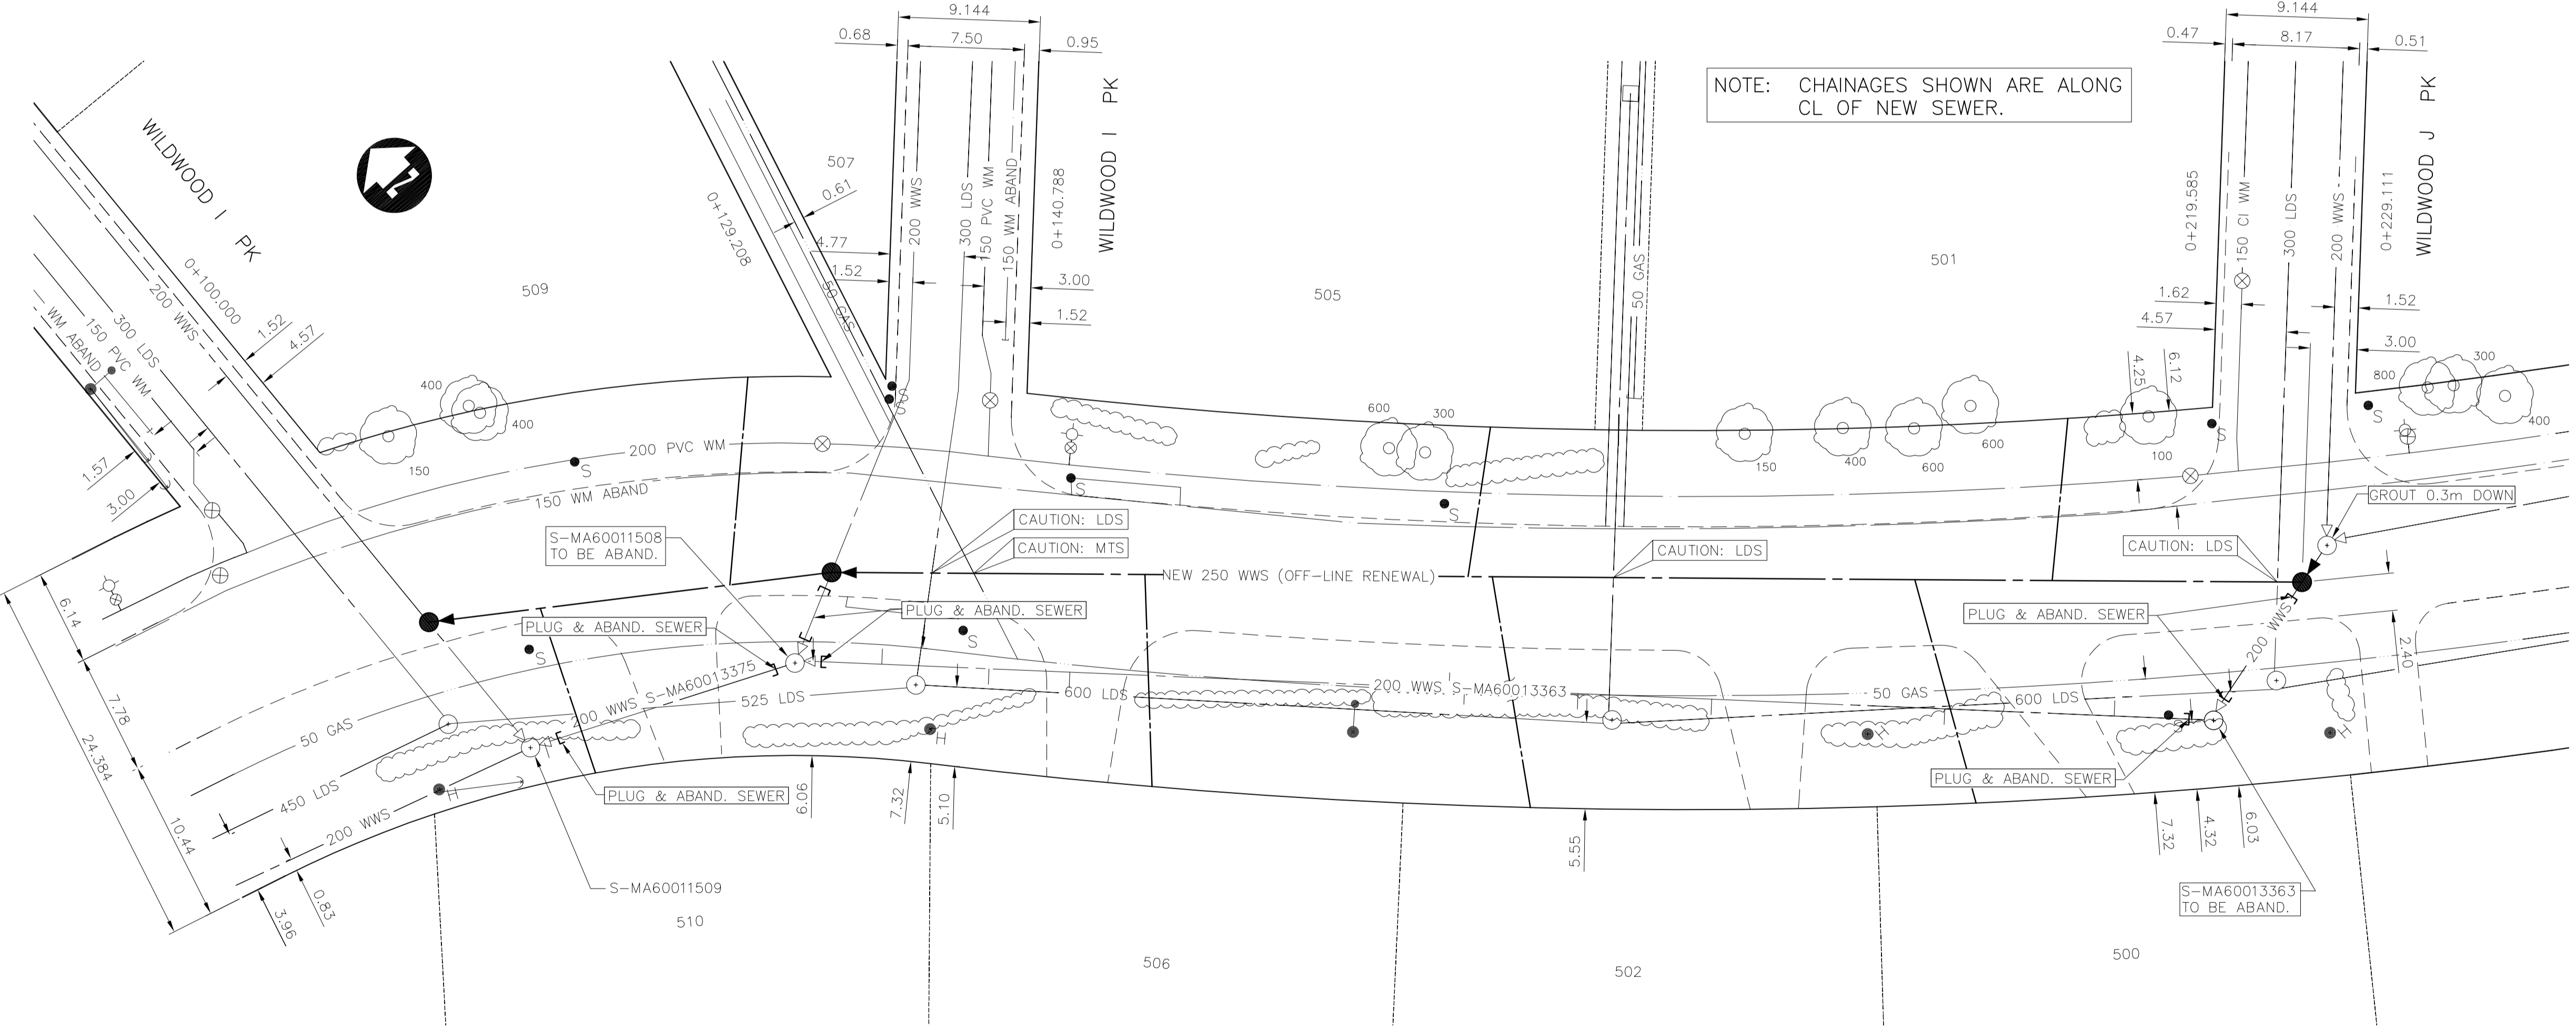 9.144
0.68
7.50
0.95
9.144
0.47
8.17
0.51
NOTE: CHAINAGES SHOWN ARE ALONG
CL OF NEW SEWER.
WILDWOOD I PK
WILDWOOD I PK
WILDWOOD J PK
507
0.61
0+129.208
0+140.788
0+219.585
0+229.111
0+100.000
200 WWS
300 LDS
150 PVC WM
WM ABAND
1.52
4.57
1.57
3.00
509
4.77
1.52
50 GAS
200 WWS
300 LDS
150 PVC WM
150 WM ABAND
3.00
1.52
505
50 GAS
501
1.62
4.57
4.25
6.12
150 CI WM
300 LDS
200 WWS
1.52
3.00
400
400
150
600
300
150
400
600
600
100
800
300
400
200 PVC WM
150 WM ABAND
S
S
S
S
S
S
S
S
S
S
GROUT 0.3m DOWN
S-MA60011508
TO BE ABAND.
CAUTION: LDS
CAUTION: MTS
CAUTION: LDS
CAUTION: LDS
NEW 250 WWS (OFF-LINE RENEWAL)
PLUG & ABAND. SEWER
PLUG & ABAND. SEWER
PLUG & ABAND. SEWER
200 WWS
2.40
6.14
7.78
24.384
10.44
50 GAS
450 LDS
200 WWS
200 WWS S-MA60013375
525 LDS
600 LDS
200 WWS S-MA60013363
50 GAS
600 LDS
H
H
H
H
PLUG & ABAND. SEWER
PLUG & ABAND. SEWER
6.06
7.32
5.10
5.55
7.32
4.32
6.03
0.83
3.96
S-MA60011509
S-MA60013363
TO BE ABAND.
510
506
502
500